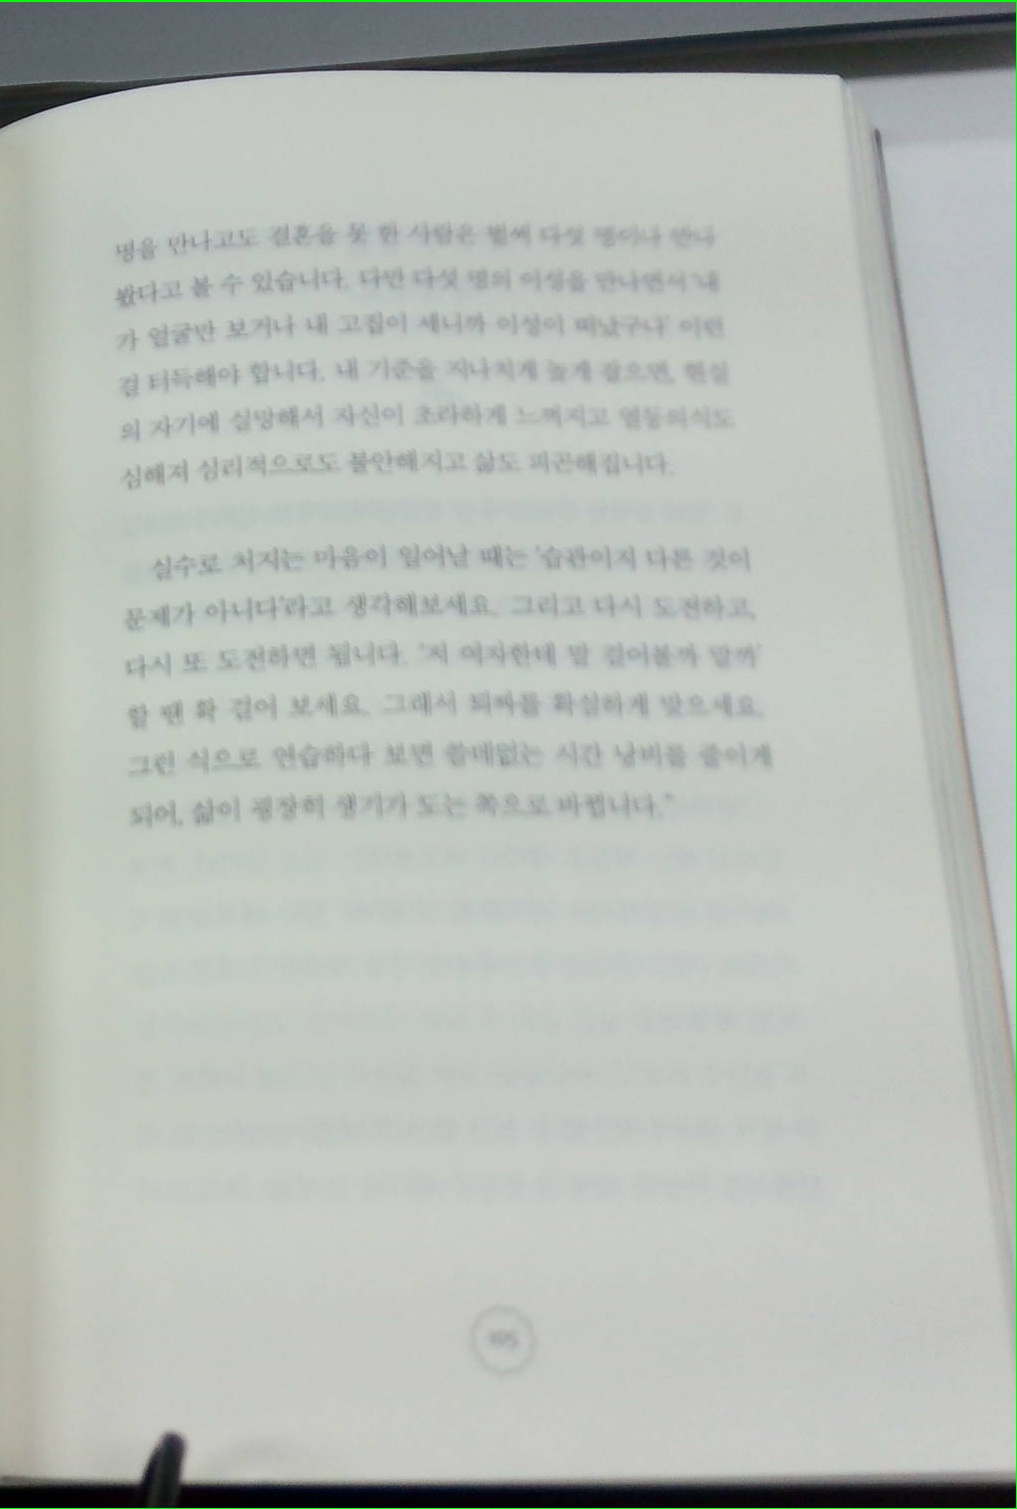 명을 만나고도 결혼을 못 한 사람은 벌써 다섯 명이나 만나
봤다고 볼 수 있습니다. 다만 다섯 명의 이성을 만나면서 '내
가 얼굴만 보거나 내 고집이 세니까 이성이 떠났구나' 이런
걸 터득해야 합니다. 내 기준을 지나치게 높게 잡으면, 현실
의 자기에 실망해서 자신이 초라하게 느껴지고 열등의식도
심해져 심리적으로도 불안해지고 삶도 피곤해집니다.
실수로 처지는 마음이 일어날 때는 '습관이지 다른 것이
문제가 아니다'라고 생각해보세요. 그리고 다시 도전하고,
다시 또 도전하면 됩니다. '저 여자한테 말 걸어볼까 말까'
할 땐 확 걸어 보세요. 그래서 퇴짜를 확실하게 맞으세요.
그런 식으로 연습하다 보면 쓸데없는 시간 낭비를 줄이게
되어, 삶이 굉장히 생기가 도는 쪽으로 바뀝니다."